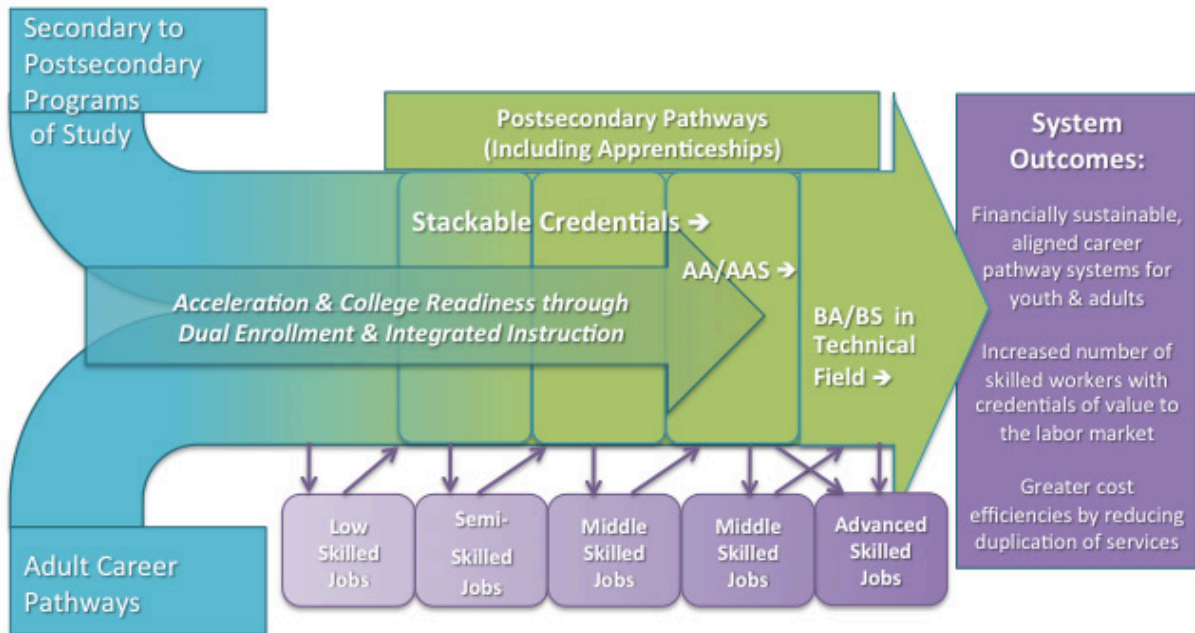 Secondary to
Postsecondary
Programs
of Study
Postsecondary Pathways
(Including Apprenticeships)
Stackable Credentials →
AA/AAS →
Acceleration & College Readiness through
Dual Enrollment & Integrated Instruction
BA/BS in
Technical
Field →
System
Outcomes:
Financially sustainable,
aligned career
pathway systems for
youth & adults
Increased number of
skilled workers with
credentials of value to
the labor market
Greater cost
efficiencies by reducing
duplication of services
Adult Career
Pathways
Low
Skilled
Jobs
Semi-
Skilled
Jobs
Middle
Skilled
Jobs
Middle
Skilled
Jobs
Advanced
Skilled
Jobs